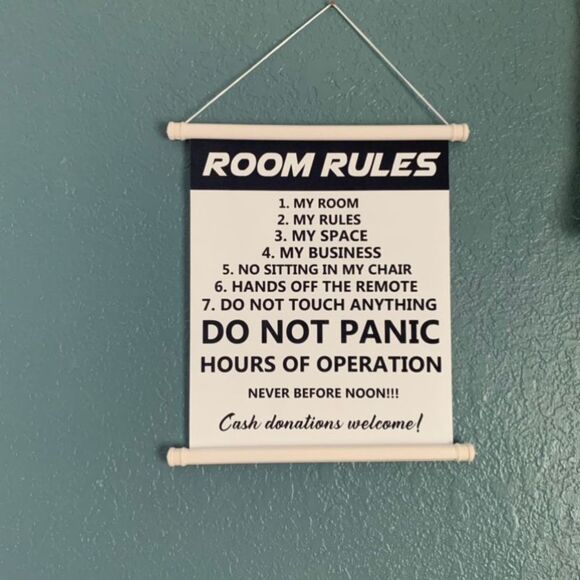 ROOM RULES
1. MY ROOM
2. MY RULES
3. MY SPACE
4. MY BUSINESS
5. NO SITTING IN MY CHAIR
6. HANDS OFF THE REMOTE
7. DO NOT TOUCH ANYTHING
DO NOT PANIC
HOURS OF OPERATION
NEVER BEFORE NOON!!!
Cash donations welcome!